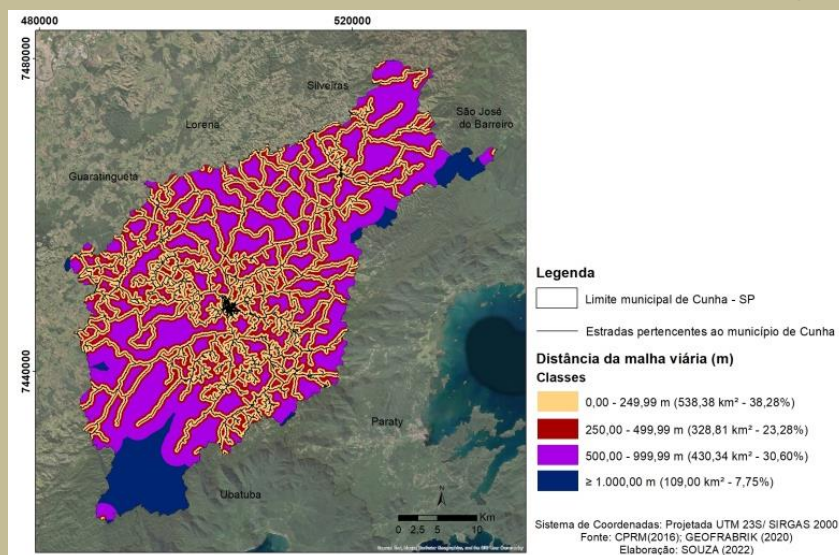 480000
520000
7480000
Silveiras
São José
do Barreiro
Lorena
Guaratinguetá
7440000
Paraty
Ubatuba
N
0 2,5 5 10
Km
Legenda
Limite municipal de Cunha - SP
Estradas pertencentes ao município de Cunha
Distância da malha viária (m)
Classes
0,00 - 249,99 m (538,38 km² - 38,28%)
250,00 - 499,99 m (328,81 km² - 23,28%)
500,00 - 999,99 m (430,34 km² - 30,60%)
≥ 1.000,00 m (109,00 km² - 7,75%)
Sistema de Coordenadas: Projetada UTM 23S/ SIRGAS 2000
Fonte: CPRM(2016); GEOFRABRIK (2020)
Elaboração: SOUZA (2022)